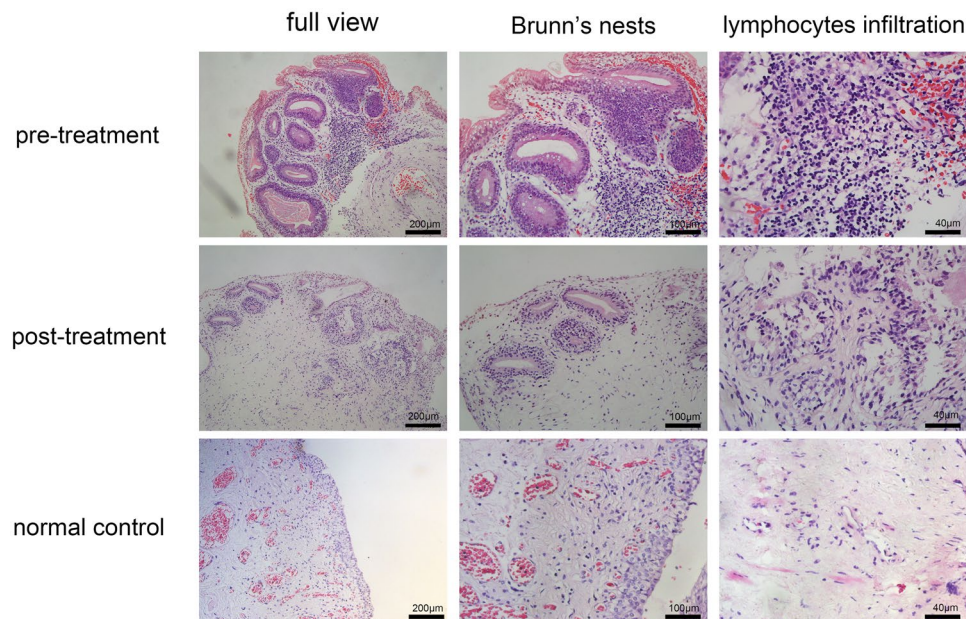 full view
Brunn's nests
lymphocytes infiltration
pre-treatment
200μm
100μm
40μm
post-treatment
200μm
100μm
40μm
normal control
200μm
100μm
40μm